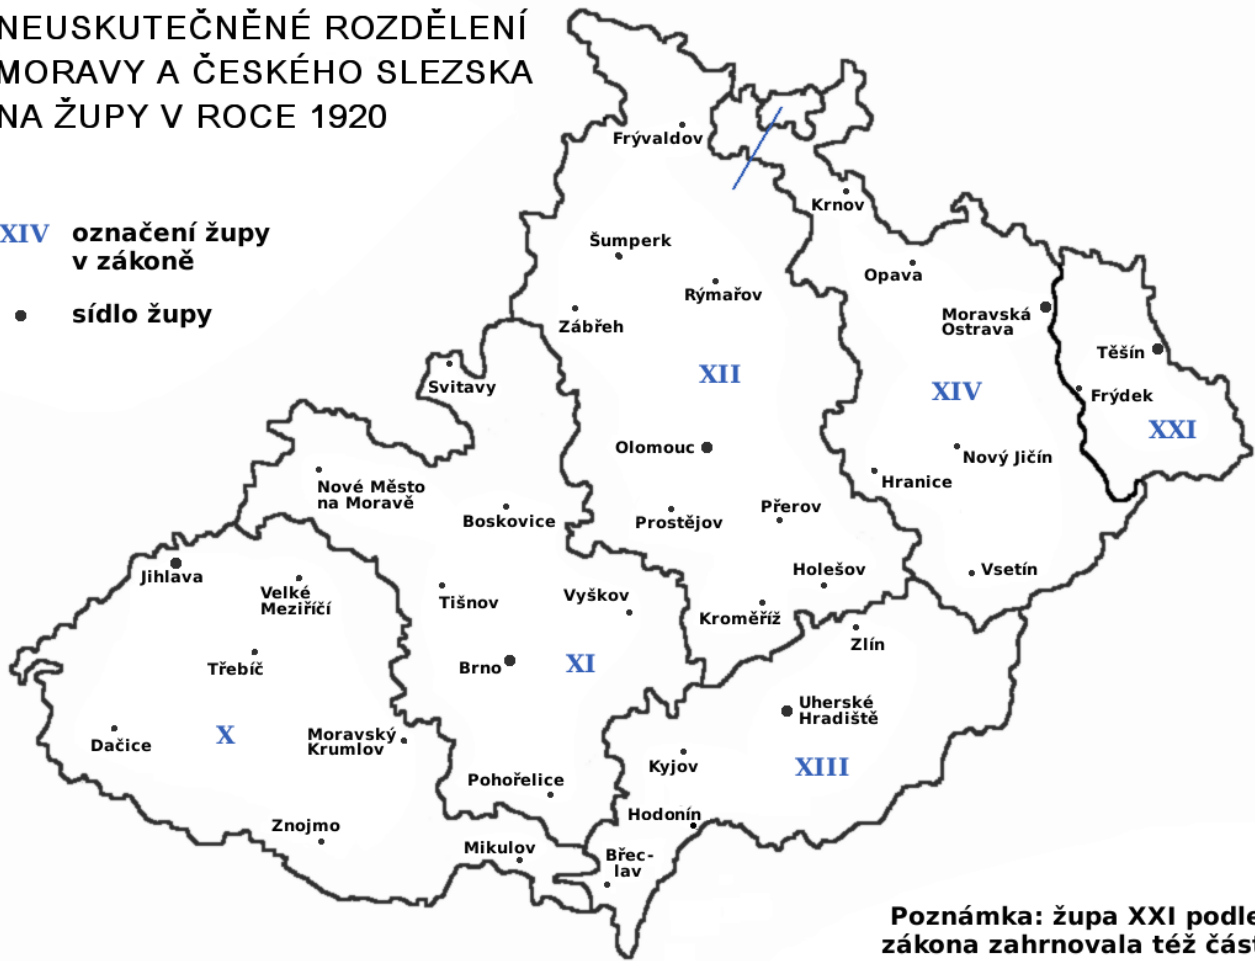 NEUSKUTEČNĚNÉ ROZDĚLENÍ
MORAVY A ČESKÉHO SLEZSKA
NA ŽUPY V ROCE 1920
XIV označení župy
v zákoně
sídlo župy
Frývaldov
Krnov
Šumperk
Opava
Rýmařov
Moravská
Ostrava
Zábřeh
Těšín
XII
Svitavy
XIV
Frýdek
XXI
Olomouc
Nový Jičín
Hranice
Nové Město
na Moravě
Boskovice
Prostějov
Přerov
Jihlava
Velké
Meziříčí
Tišnov
Vyškov
Holešov
Vsetín
Kroměříž
Zlín
Třebíč
Brno
XI
Uherské
Hradiště
X
Dačice
Moravský
Krumlov
Kyjov
XIII
Pohořelice
Hodonín
Znojmo
Mikulov
Břec-
lav
Poznámka: župa XXI podle
zákona zahrnovala též